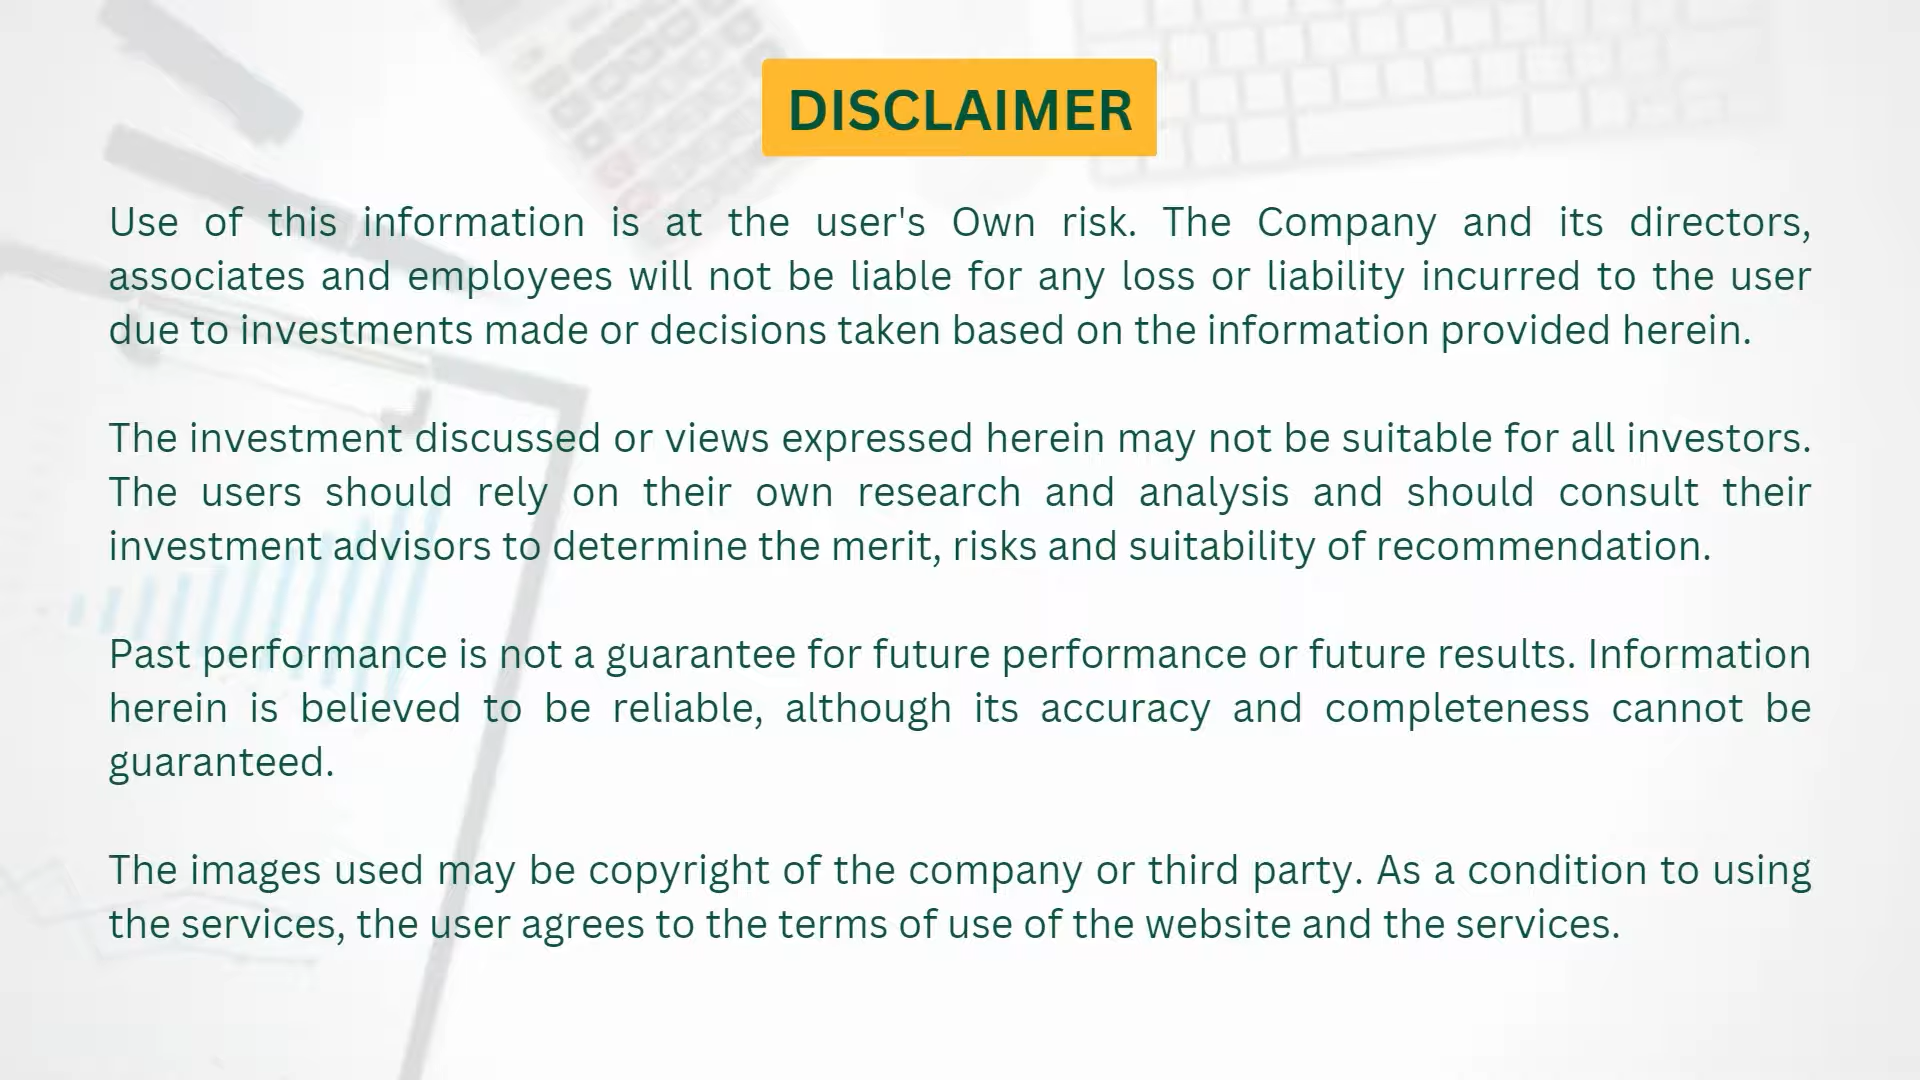 DISCLAIMER
Use of this information is at the user's Own risk. The Company and its directors,
associates and employees will not be liable for any loss or liability incurred to the user
due to investments made or decisions taken based on the information provided herein.
The investment discussed or views expressed herein may not be suitable for all investors.
The users should rely on their own research and analysis and should consult their
investment advisors to determine the merit, risks and suitability of recommendation.
Past performance is not a guarantee for future performance or future results. Information
herein is believed to be reliable, although its accuracy and completeness cannot be
guaranteed.
The images used may be copyright of the company or third party. As a condition to using
the services, the user agrees to the terms of use of the website and the services.